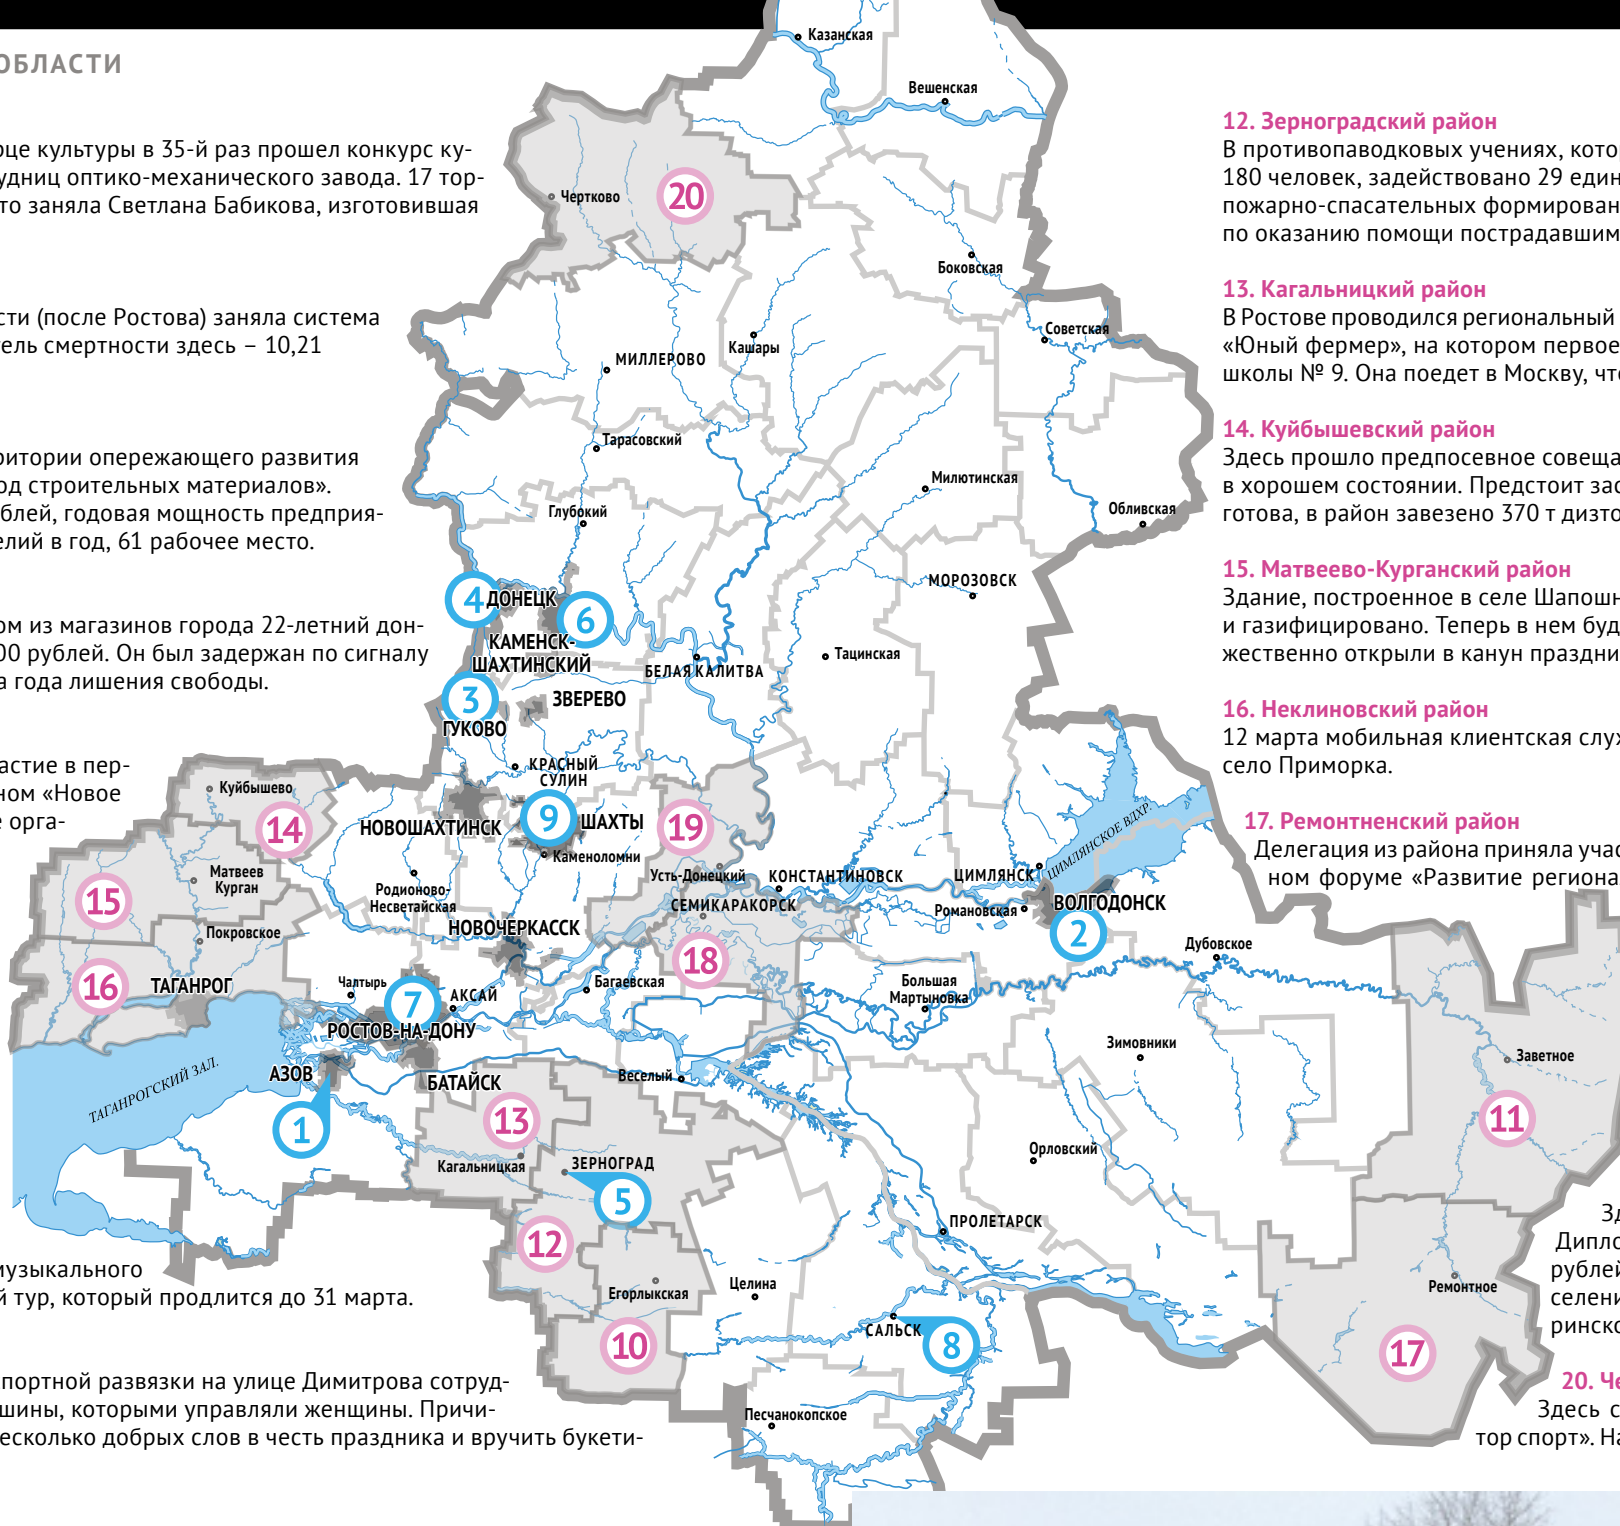 ОБЛАСТИ
рце культуры в 35-й раз прошел конкурс ку-
удниц оптико-механического завода. 17 тор-
то заняла Светлана Бабикова, изготовившая
сти (после Ростова) заняла система
тель смертности здесь – 10,21
ритории опережающего развития
од строительных материалов».
блей, годовая мощность предприя-
елий в год, 61 рабочее место.
ом из магазинов города 22-летний дон-
00 рублей. Он был задержан по сигналу
а года лишения свободы.
астие в пер-
ном «Новое
е орга-
музыкального
й тур, который продлится до 31 марта.
спортной развязки на улице Димитрова сотруд-
шины, которыми управляли женщины. Причи-
несколько добрых слов в честь праздника и вручить букети-
Казанская
Вешенская
Чертково
20
Боковская
Советская
Кашары
МИЛЛЕРОВО
Тарасовский
Милютинская
Обливская
Глубокий
МОРОЗОВСК
4
ДОНЕЦК
6
КАМЕНСК-
ШАХТИНСКИЙ
БЕЛАЯ КАЛИТВА
Тацинская
3
ЗВЕРЕВО
ГУКОВО
КРАСНЫЙ
СУЛИН
Куйбышево
14
НОВОШАХТИНСК
9
ШАХТЫ
19
Каменоломни
ЦИМЛЯНСКОЕ ВДХР.
Матвеев
Курган
15
Родионово-
Несветайская
Усть-Донецкий
КОНСТАНТИНОВСК
ЦИМЛЯНСК
СЕМИКАРАКОРСК
Романовская
ВОЛГОДОНСК
2
Покровское
НОВОЧЕРКАССК
18
Дубовское
16
ТАГАНРОГ
Чалтырь
7
АКСАЙ
Багаевская
Большая
Мартыновка
РОСТОВ-НА-ДОНУ
Зимовники
Заветное
ТАГАНРОГСКИЙ ЗАЛ.
АЗОВ
БАТАЙСК
Веселый
1
13
11
Кагальницкая
ЗЕРНОГРАД
Орловский
5
12
ПРОЛЕТАРСК
Егорлыкская
Целина
Ремонтное
10
САЛЬСК
8
17
Песчанокопское
12. Зерноградский район
В противопаводковых учениях, кото
180 человек, задействовано 29 един
пожарно-спасательных формирован
по оказанию помощи пострадавшим
13. Кагальницкий район
В Ростове проводился региональный
«Юный фермер», на котором первое
школы № 9. Она поедет в Москву, что
14. Куйбышевский район
Здесь прошло предпосевное совеща
в хорошем состоянии. Предстоит зас
готова, в район завезено 370 т дизто
15. Матвеево-Курганский район
Здание, построенное в селе Шапошн
и газифицировано. Теперь в нем буд
жественно открыли в канун праздни
16. Неклиновский район
12 марта мобильная клиентская служ
село Приморка.
17. Ремонтненский район
Делегация из района приняла учас
ном форуме «Развитие региона
Зд
Дипло
рублей
селени
ринско
20. Че
Здесь с
тор спорт». На